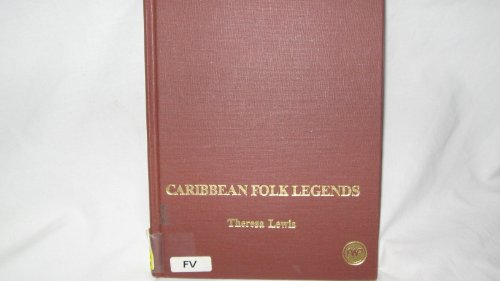 CARIBBEAN FOLK LEGENDS
Theresa Lewis
FV